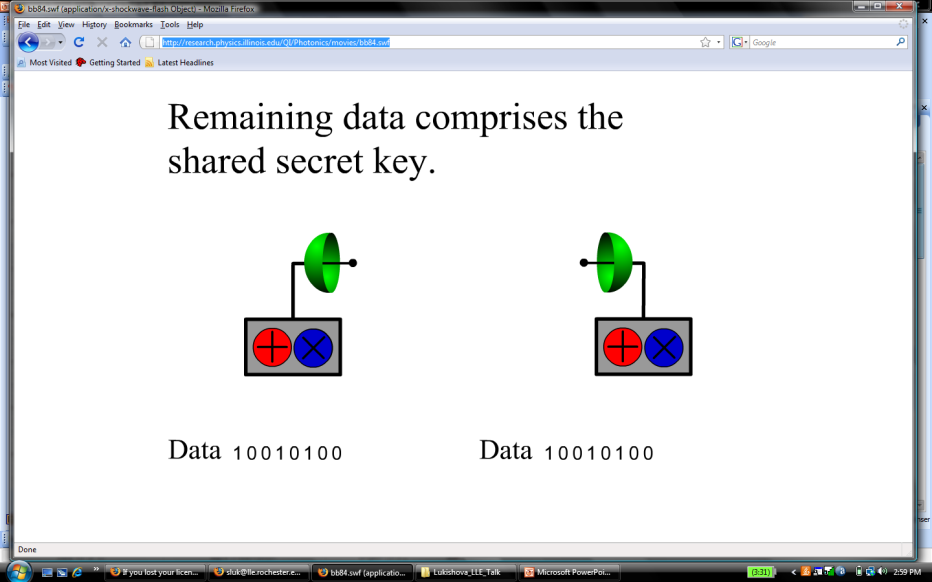 bb84.swf (application/x-shockwave-flash Object) - Mozilla Firefox
File Edit View History Bookmarks Tools Help
http://research.physics.illinois.edu/QI/Photonics/movies/bb84.swf
Google
Most Visited Getting Started Latest Headlines
Remaining data comprises the
shared secret key.
Data 10010100
Data 10010100
Done
If you lost your licen... sluk@lle.rochester.e... bb84.swf (applicatio... Lukishova_LLE_Talk Microsoft PowerPoi... (3:31) 2:59 PM